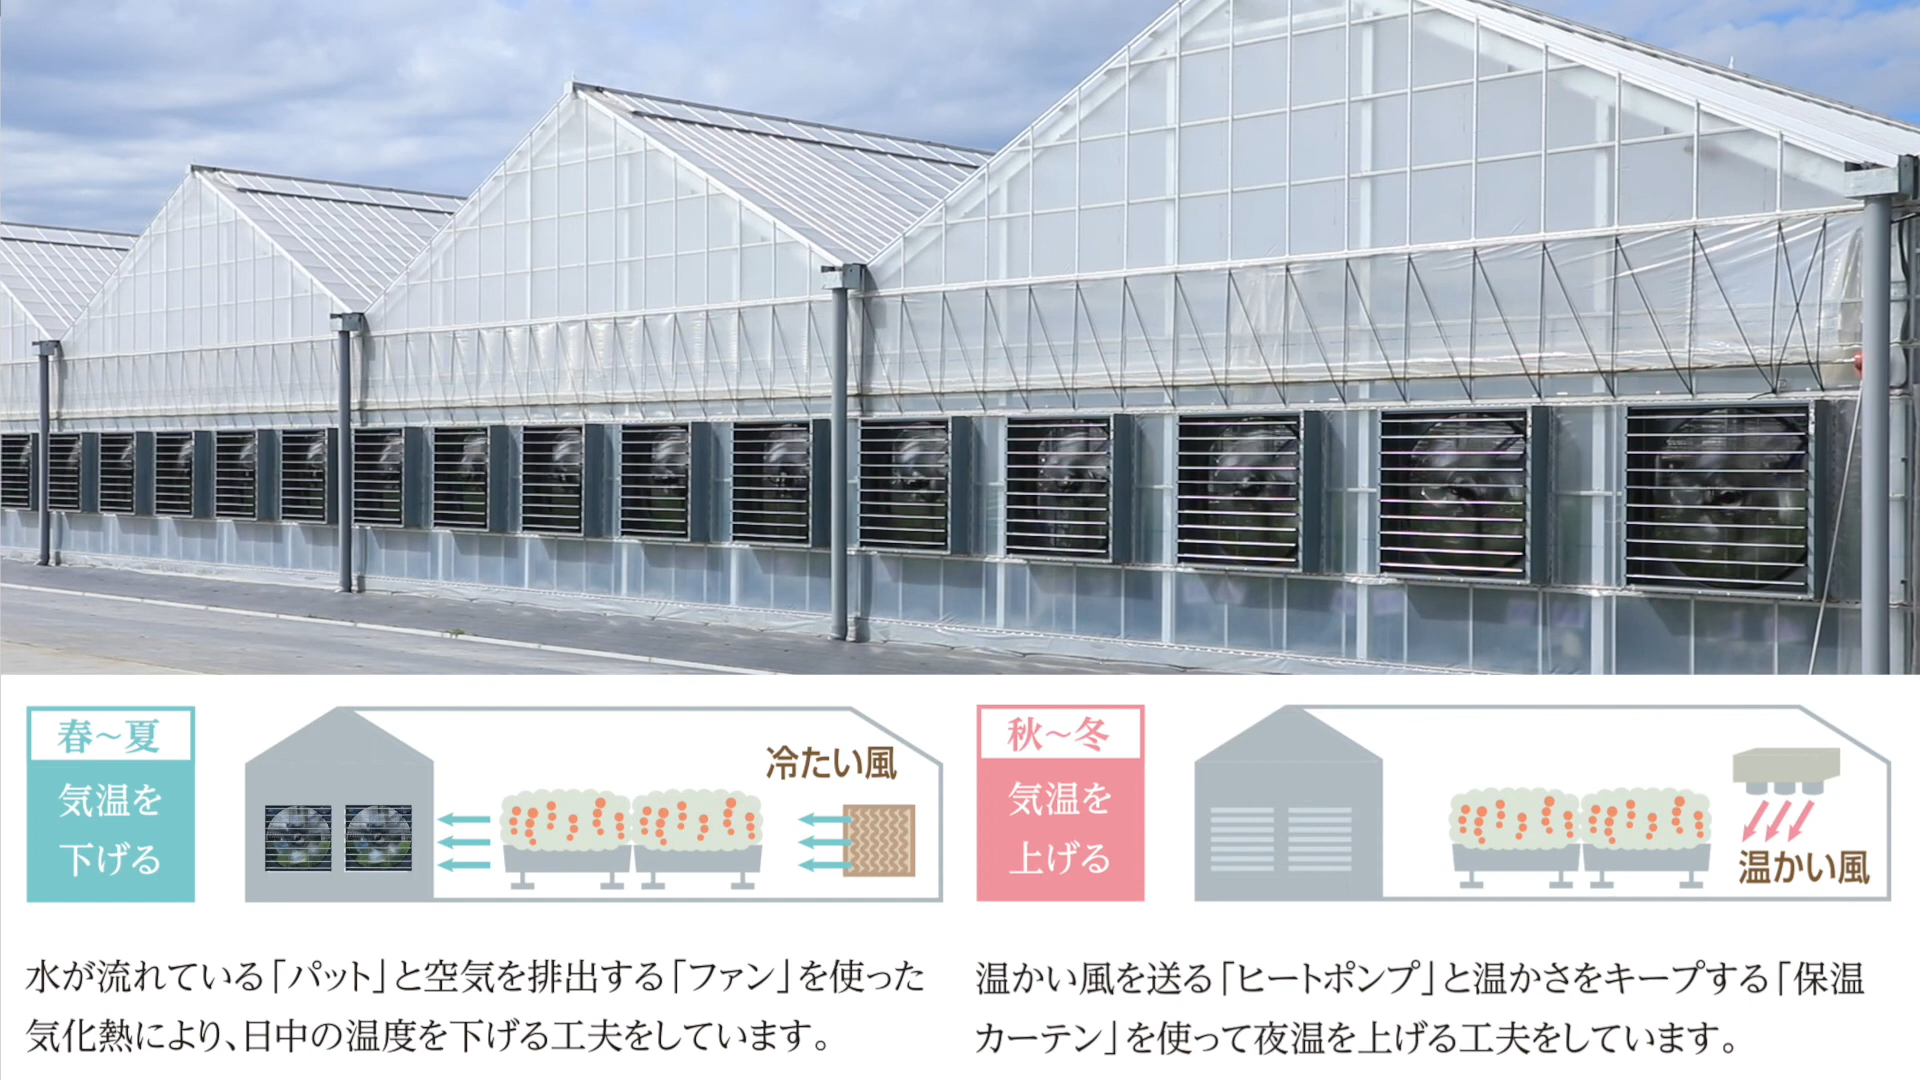 春～夏
気温を
下げる
冷たい風
水が流れている「パット」と空気を排出する「ファン」を使った
気化熱により、日中の温度を下げる工夫をしています。
秋～冬
気温を
上げる
温かい風
温かい風を送る「ヒートポンプ」と温かさをキープする「保温
カーテン」を使って夜温を上げる工夫をしています。